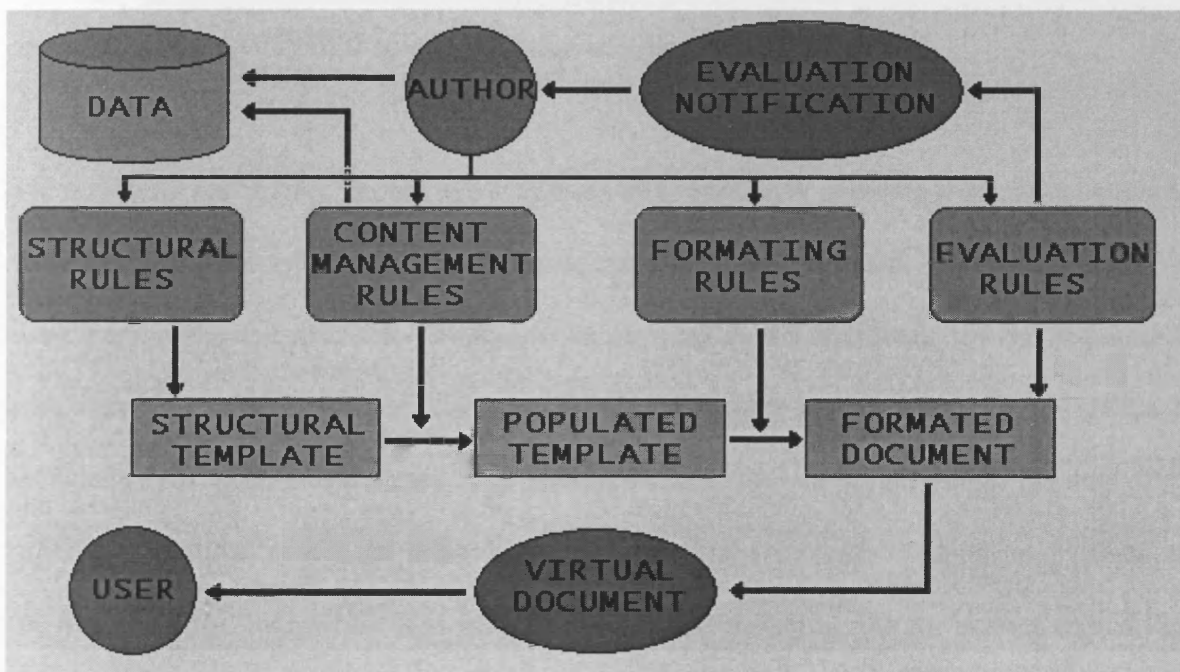 DATA
AUTHOR
EVALUATION
NOTIFICATION
STRUCTURAL
RULES
CONTENT
MANAGEMENT
RULES
FORMATING
RULES
EVALUATION
RULES
STRUCTURAL
TEMPLATE
POPULATED
TEMPLATE
FORMATED
DOCUMENT
USER
VIRTUAL
DOCUMENT